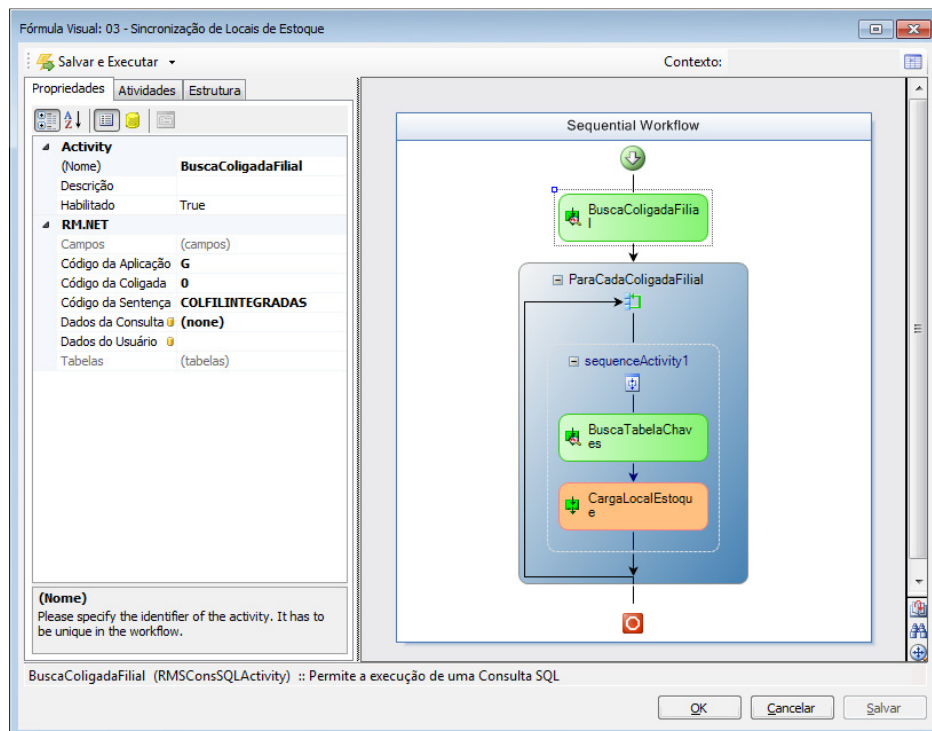 Fórmula Visual: 03 - Sincronização de Locais de Estoque
Salvar e Executar
Contexto:
Propriedades Atividades Estrutura
Activity
(Nome) BuscaColigadaFilial
Descrição
Habilitado True
RM.NET
Campos (campos)
Código da Aplicação G
Código da Coligada 0
Código da Sentença COLFILINTEGRADAS
Dados da Consulta (none)
Dados do Usuário
Tabelas (tabelas)
(Nome)
Please specify the identifier of the activity. It has to
be unique in the workflow.
Sequential Workflow
BuscaColigadaFilia
l
ParaCadaColigadaFilial
sequenceActivity1
BuscaTabelaChav
es
CargaLocalEstoqu
e
BuscaColigadaFilial (RMSConsSQLActivity) :: Permite a execução de uma Consulta SQL
OK Cancelar Salvar